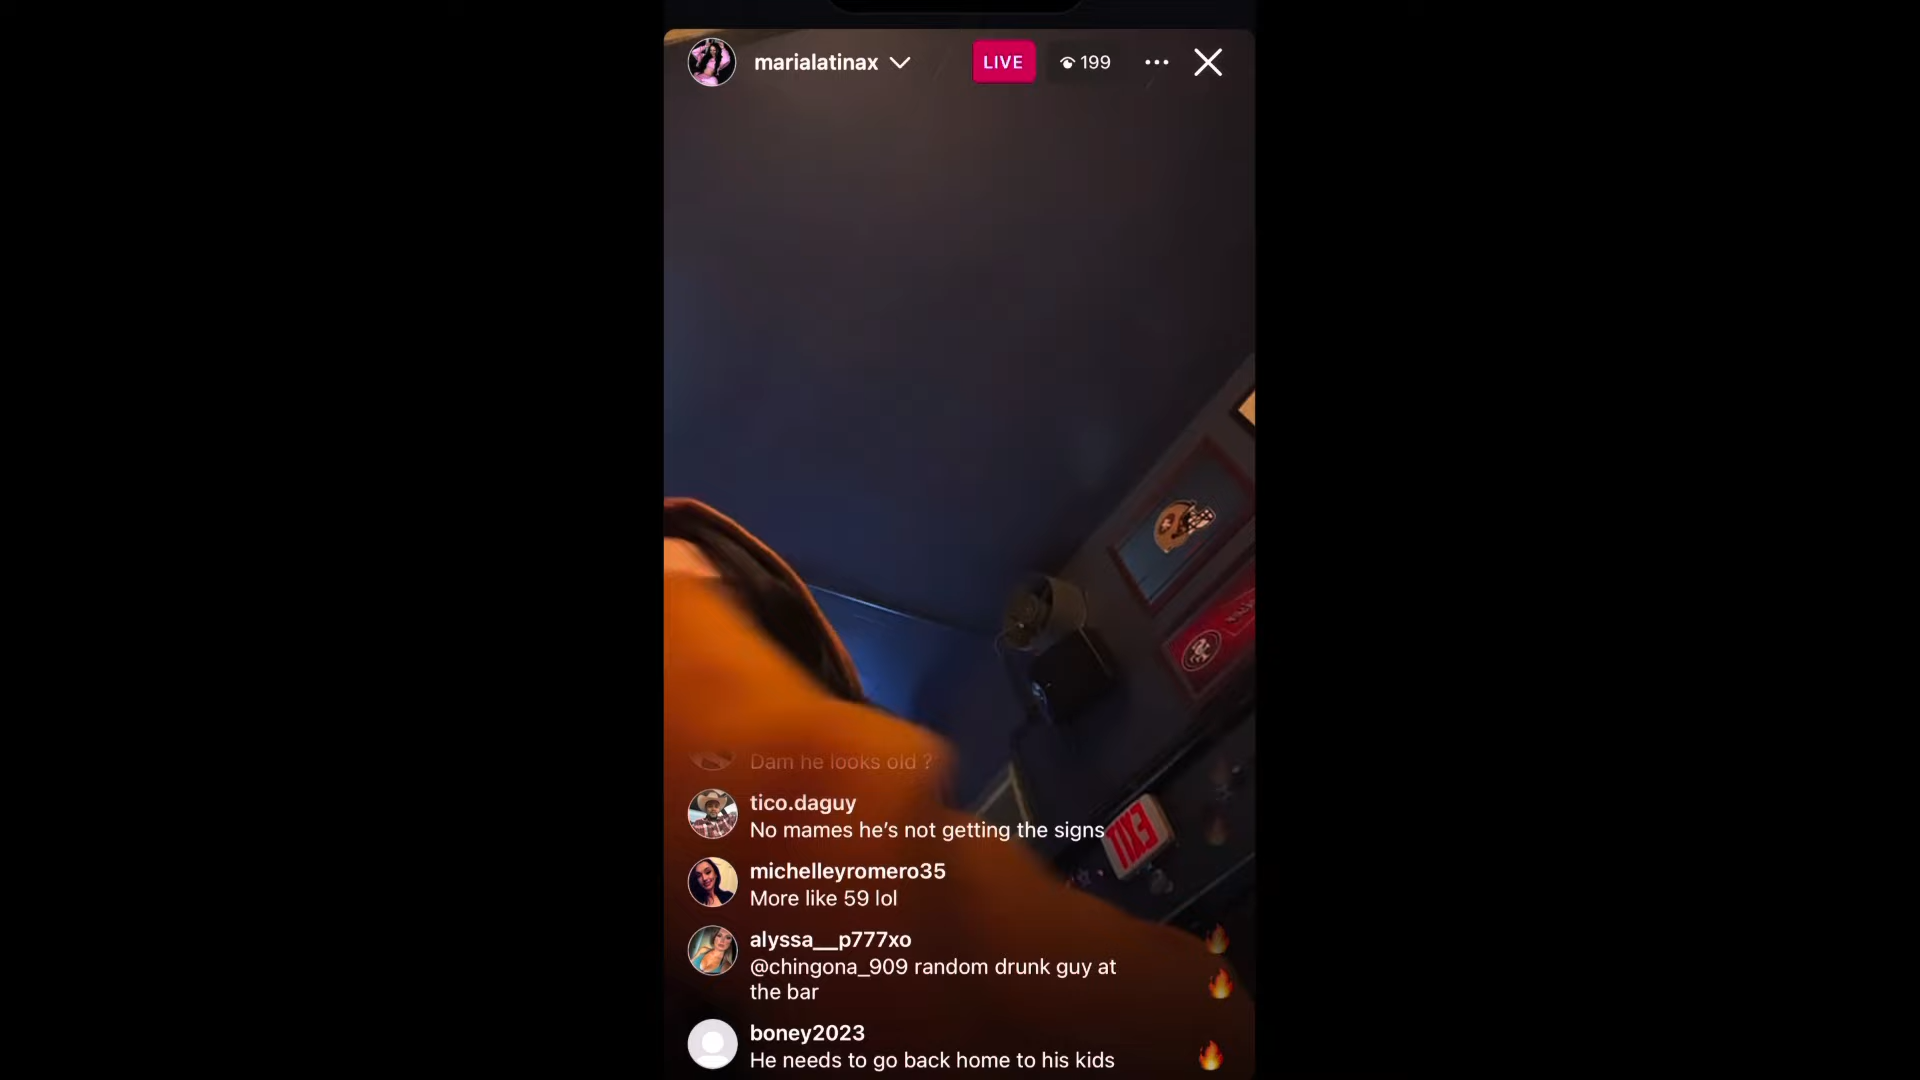 marialatinax
LIVE
199
Dam he looks old ?
tico.daguy
No mames he's not getting the signs
EXIT
michelleyromero35
More like 59 lol
alyssa__p777xo
@chingona_909 random drunk guy at
the bar
boney2023
He needs to go back home to his kids